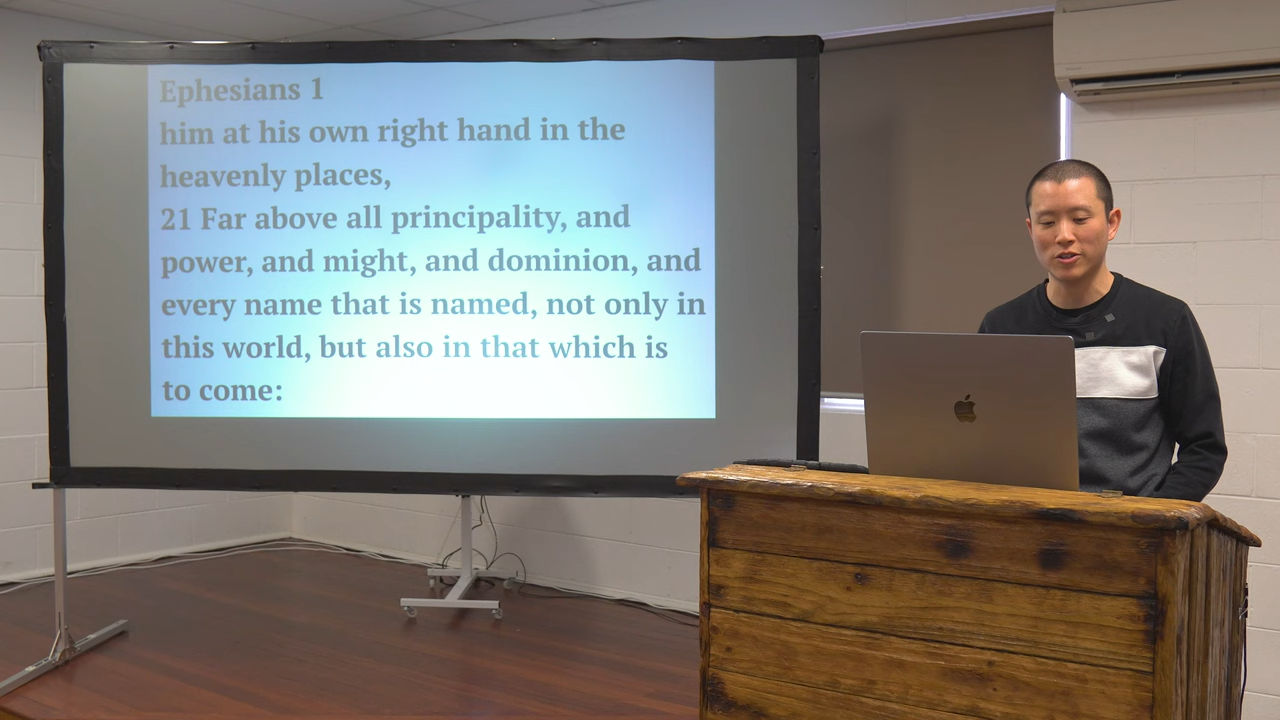 Ephesians 1
him at his own right hand in the
heavenly places,
21 Far above all principality, and
power, and might, and dominion, and
every name that is named, not only in
this world, but also in that which is
to come: